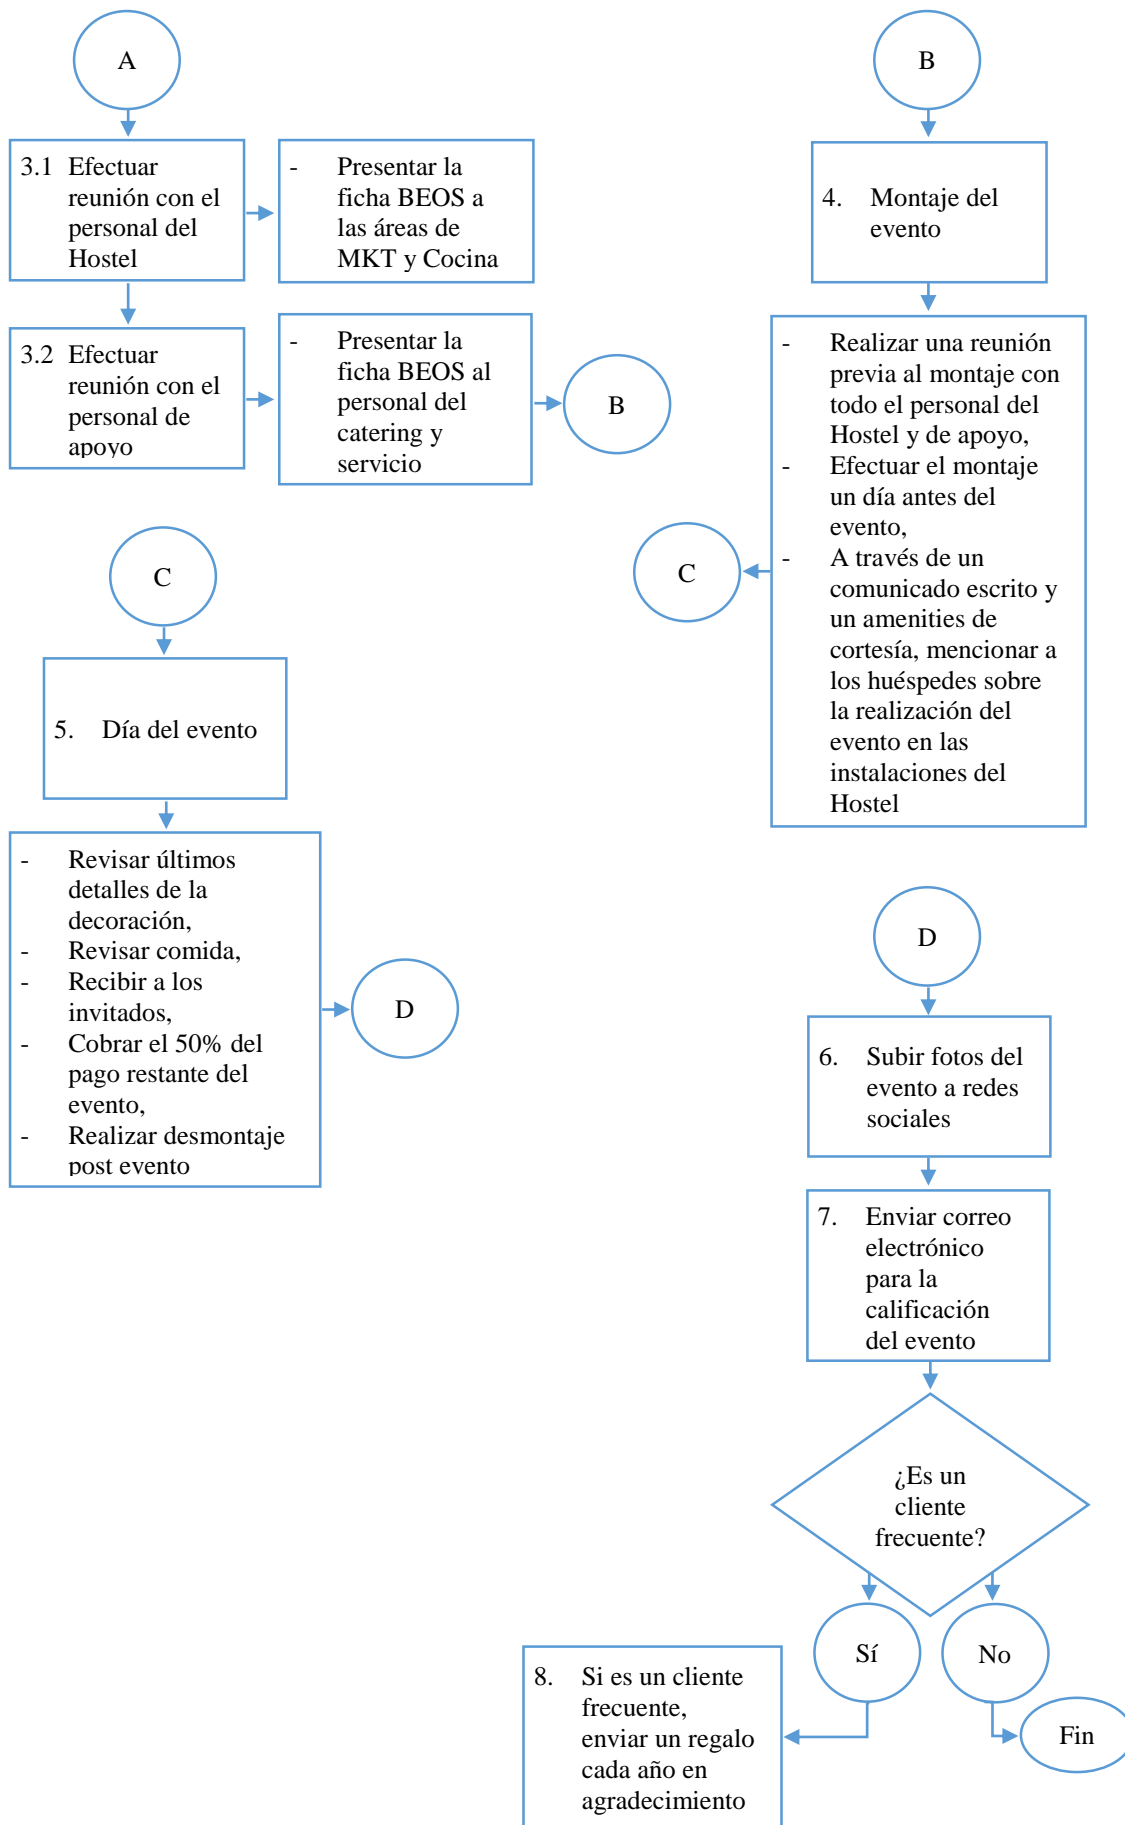 A
3.1 Efectuar
reunión con el
personal del
Hostel
- Presentar la
ficha BEOS a
las áreas de
MKT y Cocina
3.2 Efectuar
reunión con el
personal de
apoyo
- Presentar la
ficha BEOS al
personal del
catering y
servicio
B
B
4. Montaje del
evento
- Realizar una reunión
previa al montaje con
todo el personal del
Hostel y de apoyo,
- Efectuar el montaje
un día antes del
evento,
- A través de un
comunicado escrito y
un amenities de
cortesía, mencionar a
los huéspedes sobre
la realización del
evento en las
instalaciones del
Hostel
C
C
5. Día del evento
- Revisar últimos
detalles de la
decoración,
- Revisar comida,
- Recibir a los
invitados,
- Cobrar el 50% del
pago restante del
evento,
- Realizar desmontaje
post evento
D
D
6. Subir fotos del
evento a redes
sociales
7. Enviar correo
electrónico
para la
calificación
del evento
¿Es un
cliente
frecuente?
Sí
No
8. Si es un cliente
frecuente,
enviar un regalo
cada año en
agradecimiento
Fin